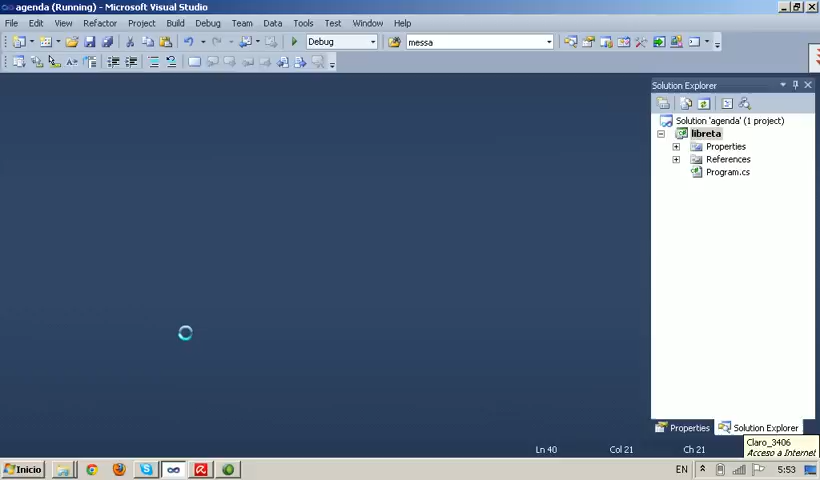 agenda (Running) - Microsoft Visual Studio
File Edit View Refactor Project Build Debug Team Data Tools Test Window Help
Debug messa
Solution Explorer
Solution 'agenda' (1 project)
libreta
Properties
References
Program.cs
Properties Solution Explorer
Claro_3406
Acceso a Internet
Ln 40 Col 21 Ch 21
Inicio EN 5:53